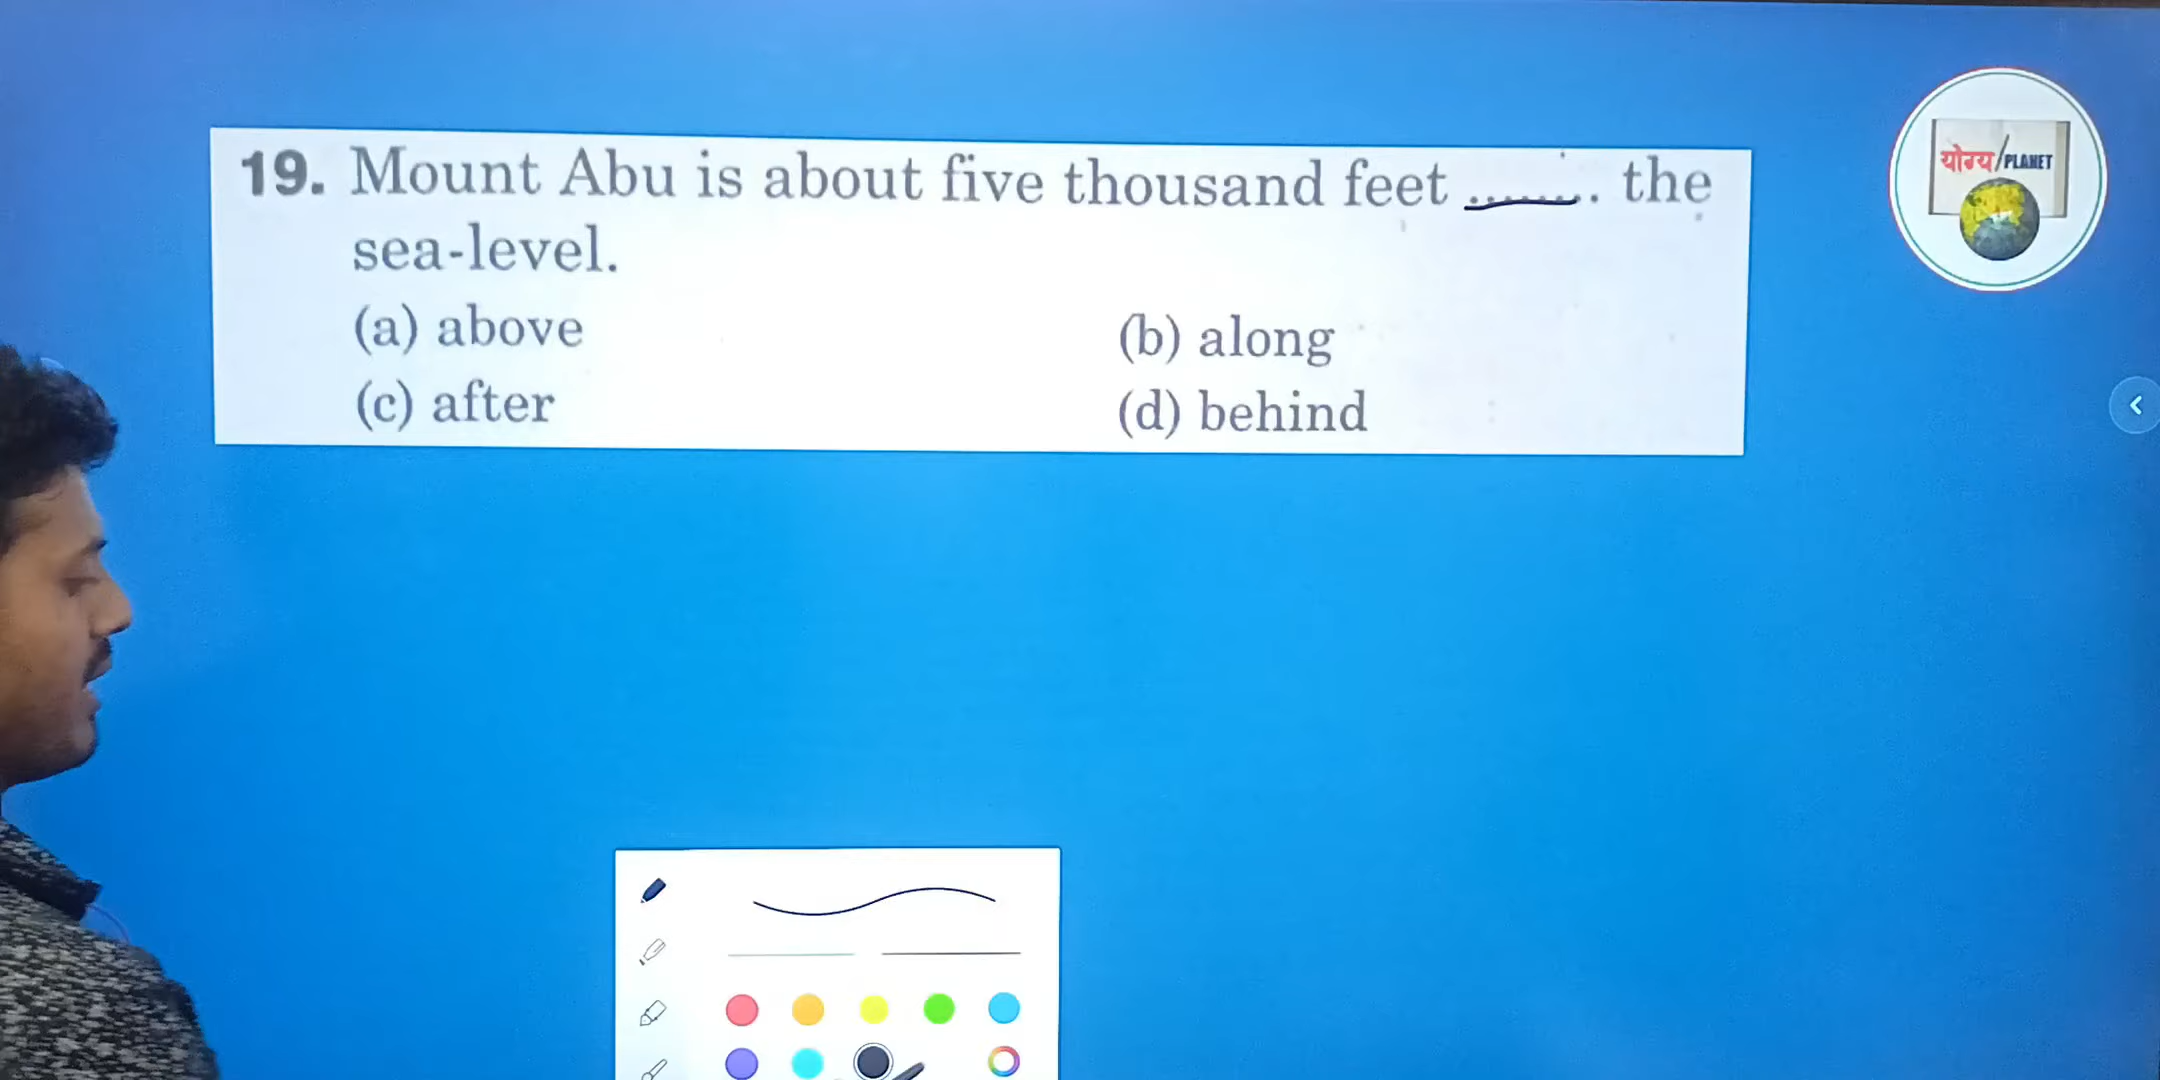 योग्य/PLANET
19. Mount Abu is about five thousand feet ........ the
sea-level.
(a) above
(b) along
(c) after
(d) behind